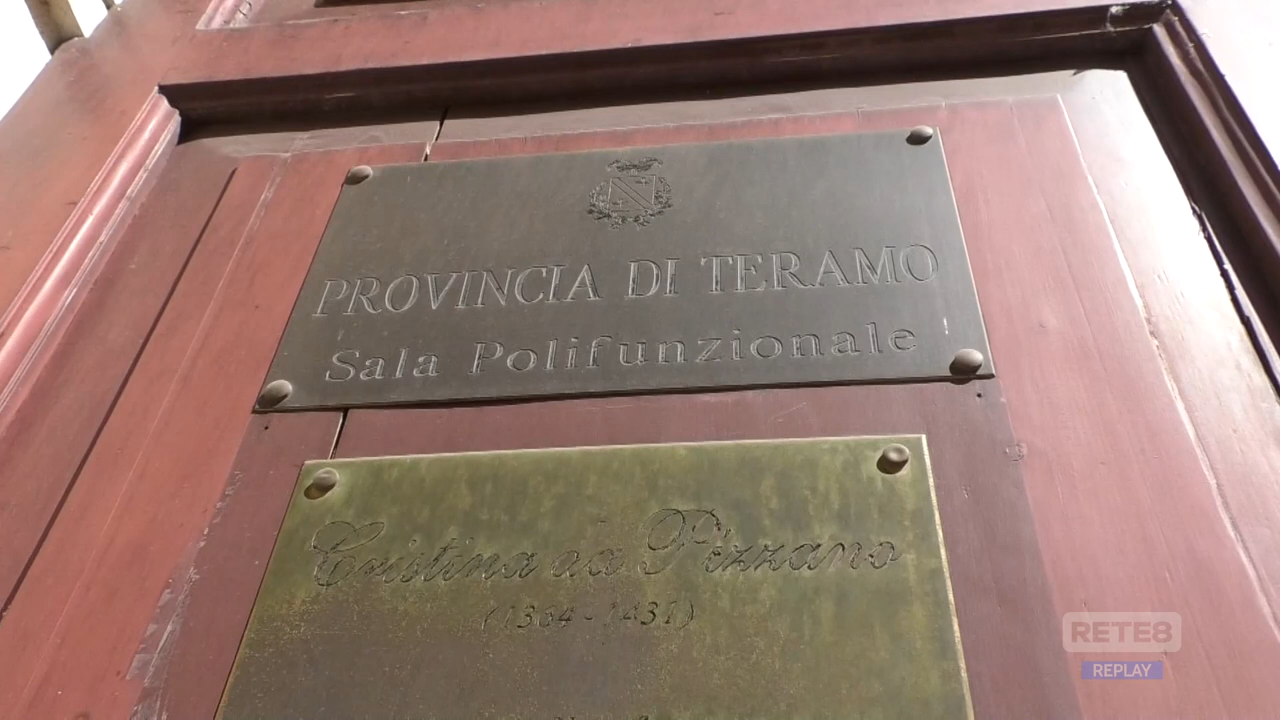 PROVINCIA DI TERAMO
Sala Polifunzionale
Cristina da Pizzano
(1364-1431)
RETE8
REPLAY